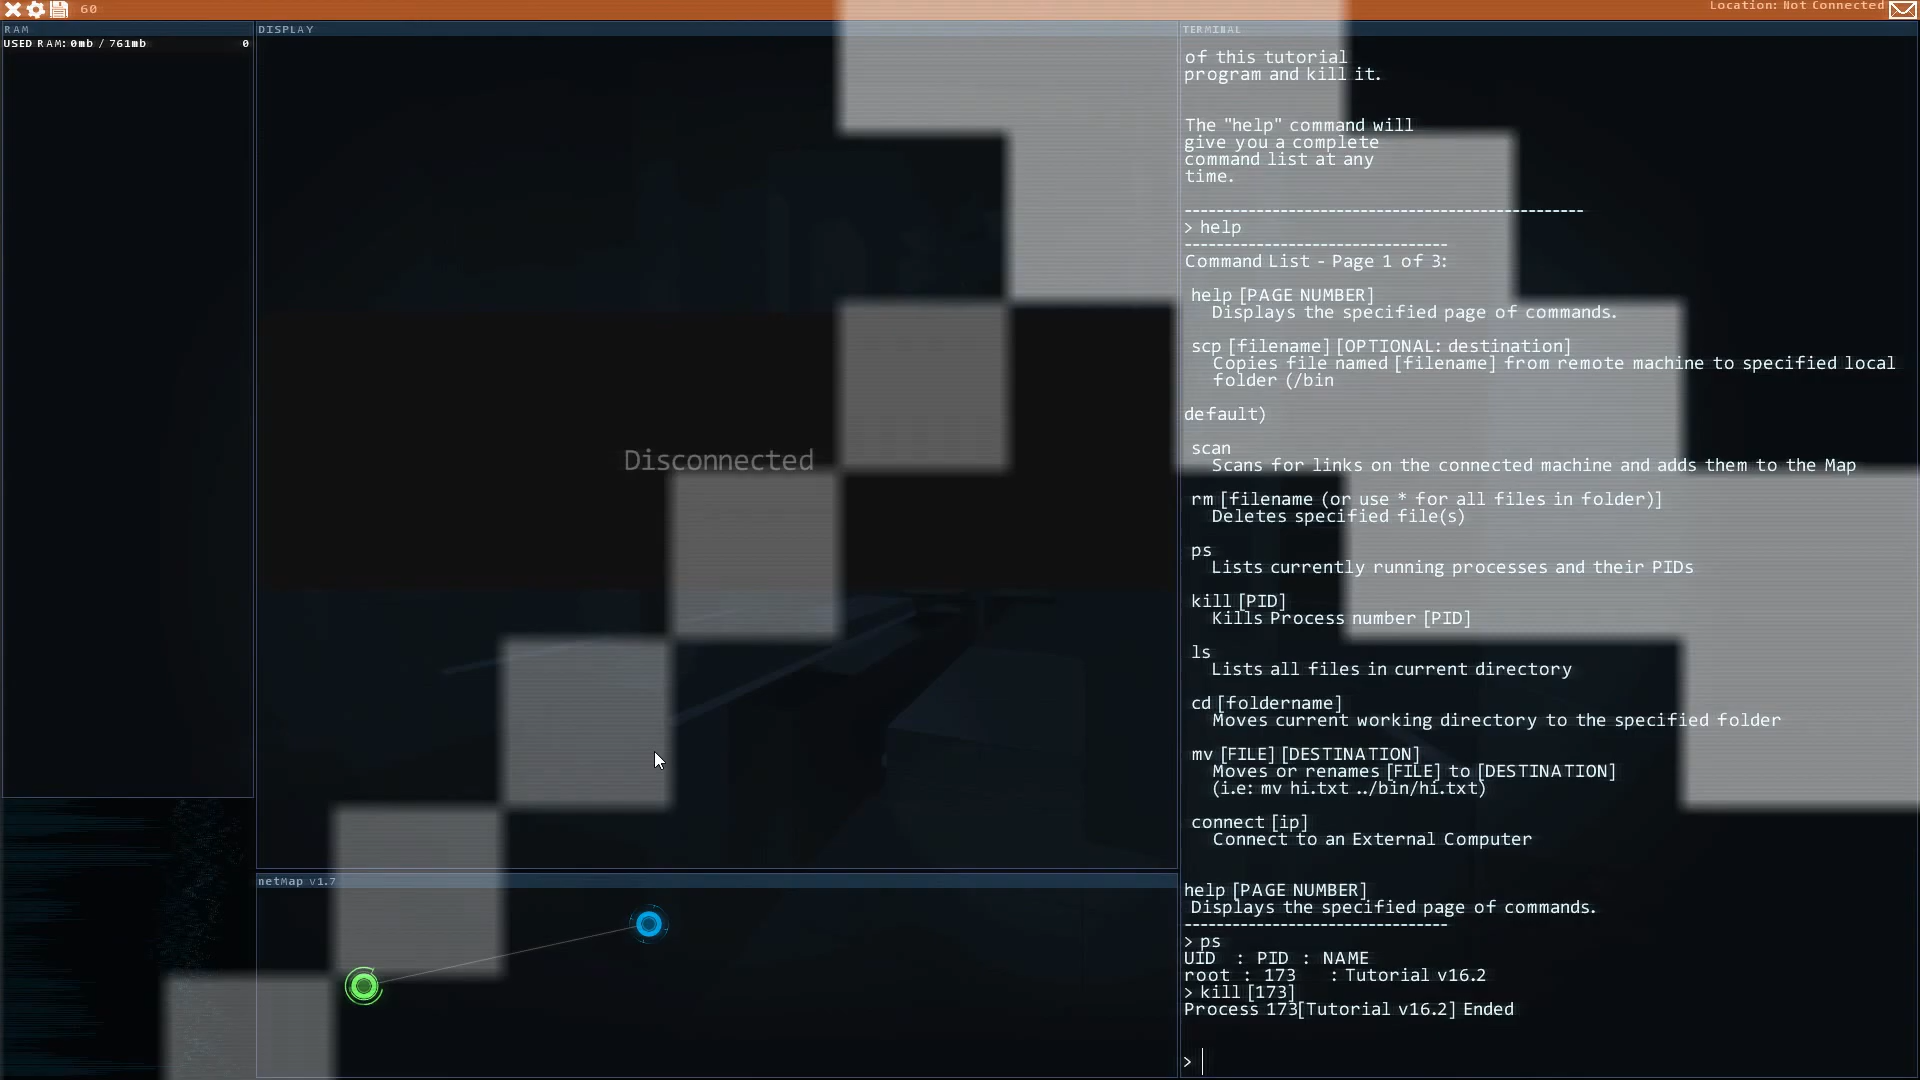 60
Location: Not Connected
RAM
USED RAM: 0mb / 761mb 0
DISPLAY
Disconnected
netMap v1.7
TERMINAL
of this tutorial
program and kill it.
The "help" command will
give you a complete
command list at any
time.
--------------------------------------------------
> help
---------------------------------
Command List - Page 1 of 3:
help [PAGE NUMBER]
Displays the specified page of commands.
scp [filename] [OPTIONAL: destination]
Copies file named [filename] from remote machine to specified local
folder (/bin
default)
scan
Scans for links on the connected machine and adds them to the Map
rm [filename (or use * for all files in folder)]
Deletes specified file(s)
ps
Lists currently running processes and their PIDs
kill [PID]
Kills Process number [PID]
ls
Lists all files in current directory
cd [foldername]
Moves current working directory to the specified folder
mv [FILE] [DESTINATION]
Moves or renames [FILE] to [DESTINATION]
(i.e: mv hi.txt ../bin/hi.txt)
connect [ip]
Connect to an External Computer
help [PAGE NUMBER]
Displays the specified page of commands.
---------------------------------
> ps
UID : PID : NAME
root : 173 : Tutorial v16.2
> kill [173]
Process 173[Tutorial v16.2] Ended
>